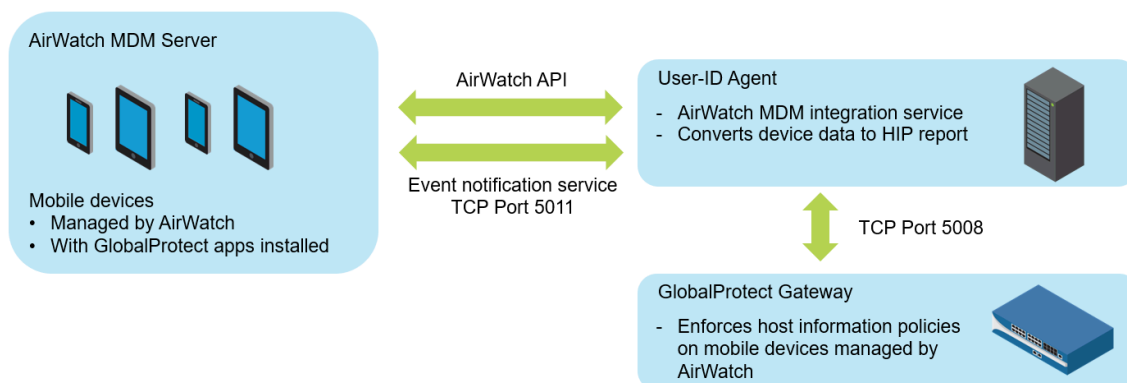 AirWatch MDM Server
Mobile devices
• Managed by AirWatch
• With GlobalProtect apps installed
AirWatch API
Event notification service
TCP Port 5011
User-ID Agent
- AirWatch MDM integration service
- Converts device data to HIP report
TCP Port 5008
GlobalProtect Gateway
- Enforces host information policies
on mobile devices managed by
AirWatch